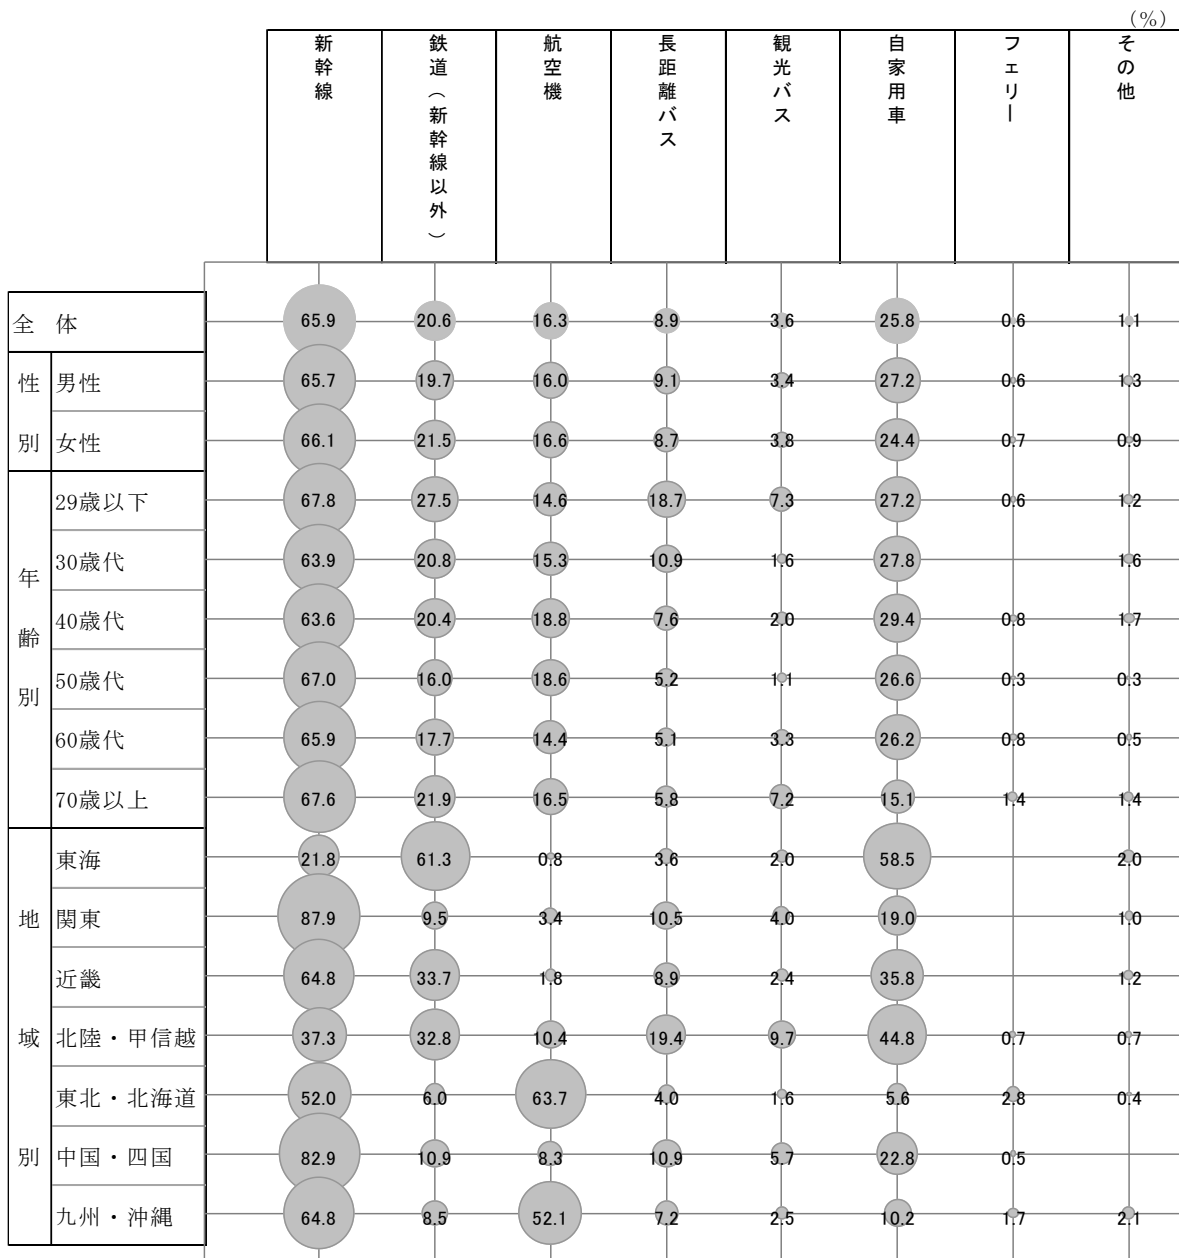 (%)
新幹線 鉄道（新幹線以外） 航空機 長距離バス 観光バス 自家用車 フェリー その他
全 体 65.9 20.6 16.3 8.9 3.6 25.8 0.6 1.1
性別
男性 65.7 19.7 16.0 9.1 3.4 27.2 0.6 1.3
女性 66.1 21.5 16.6 8.7 3.8 24.4 0.7 0.9
年齢別
29歳以下 67.8 27.5 14.6 18.7 7.3 27.2 0.6 1.2
30歳代 63.9 20.8 15.3 10.9 1.6 27.8 1.6
40歳代 63.6 20.4 18.8 7.6 2.0 29.4 0.8 1.7
50歳代 67.0 16.0 18.6 5.2 1.1 26.6 0.3 0.3
60歳代 65.9 17.7 14.4 5.1 3.3 26.2 0.8 0.5
70歳以上 67.6 21.9 16.5 5.8 7.2 15.1 1.4 1.4
地域別
東海 21.8 61.3 0.8 3.6 2.0 58.5 2.0
関東 87.9 9.5 3.4 10.5 4.0 19.0 1.0
近畿 64.8 33.7 1.8 8.9 2.4 35.8 1.2
北陸・甲信越 37.3 32.8 10.4 19.4 9.7 44.8 0.7 0.7
東北・北海道 52.0 6.0 63.7 4.0 1.6 5.6 2.8 0.4
中国・四国 82.9 10.9 8.3 10.9 5.7 22.8 0.5
九州・沖縄 64.8 8.5 52.1 7.2 2.5 10.2 1.7 2.1